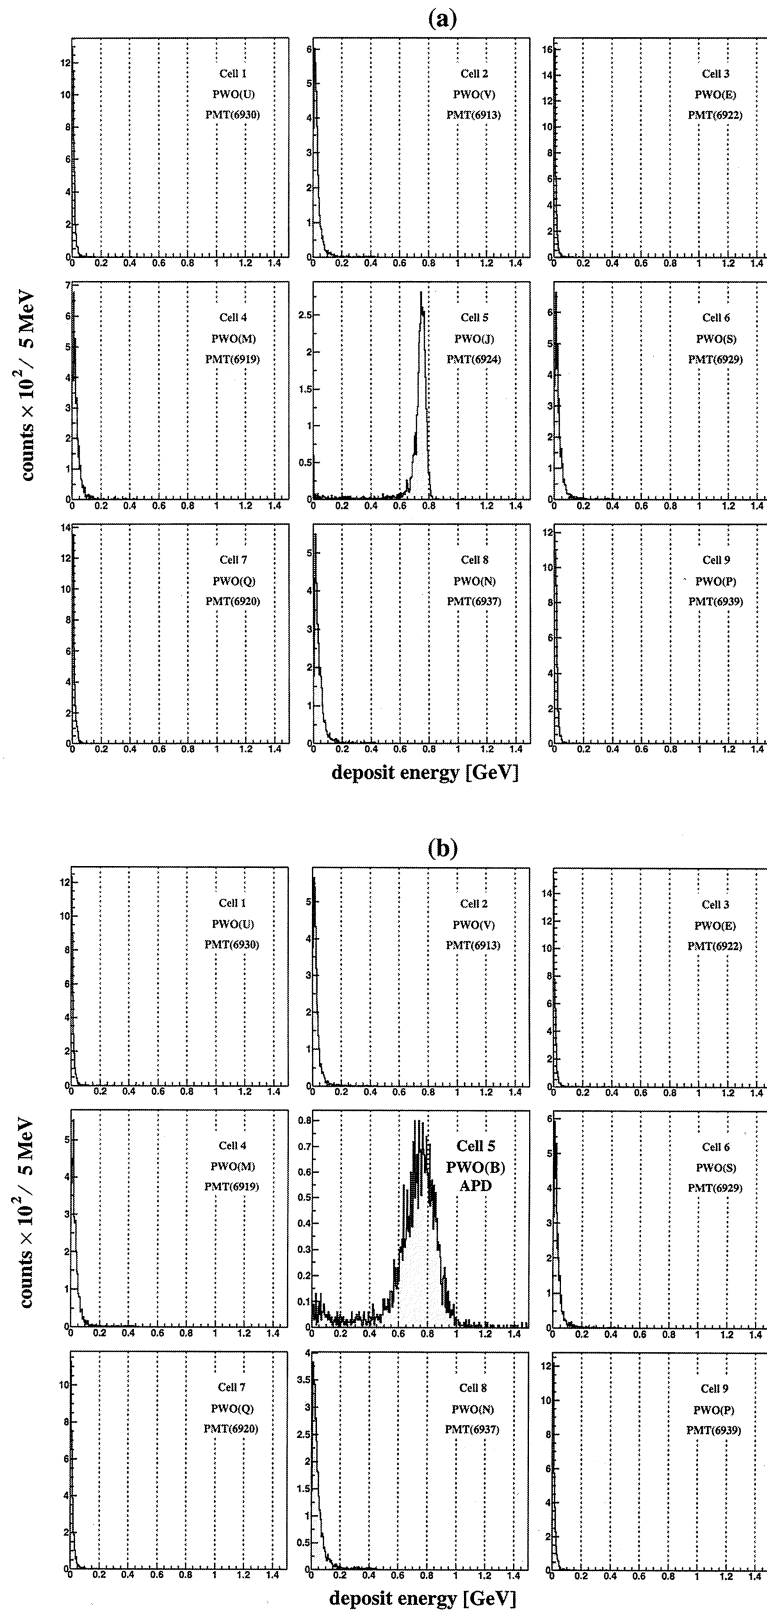 (a)
Cell 1
PWO(U)
PMT(6930)
Cell 2
PWO(V)
PMT(6913)
Cell 3
PWO(E)
PMT(6922)
13
12
10
8
6
4
2
0
6
5
4
3
2
1
0
16
14
12
10
8
6
4
2
0
0 0.2 0.4 0.6 0.8 1 1.2 1.4
0 0.2 0.4 0.6 0.8 1 1.2 1.4
0 0.2 0.4 0.6 0.8 1 1.2 1.4
counts × 10² / 5 MeV
Cell 4
PWO(M)
PMT(6919)
Cell 5
PWO(J)
PMT(6924)
Cell 6
PWO(S)
PMT(6929)
7
6
5
4
3
2
1
0
2.5
2
1.5
1
0.5
0
6
5
4
3
2
1
0
0 0.2 0.4 0.6 0.8 1 1.2 1.4
0 0.2 0.4 0.6 0.8 1 1.2 1.4
0 0.2 0.4 0.6 0.8 1 1.2 1.4
Cell 7
PWO(Q)
PMT(6920)
Cell 8
PWO(N)
PMT(6937)
Cell 9
PWO(P)
PMT(6939)
14
12
10
8
6
4
2
0
5
4
3
2
1
0
12
10
8
6
4
2
0
0 0.2 0.4 0.6 0.8 1 1.2 1.4
0 0.2 0.4 0.6 0.8 1 1.2 1.4
0 0.2 0.4 0.6 0.8 1 1.2 1.4
deposit energy [GeV]
(b)
Cell 1
PWO(U)
PMT(6930)
Cell 2
PWO(V)
PMT(6913)
Cell 3
PWO(E)
PMT(6922)
12
10
8
6
4
2
0
5
4
3
2
1
0
14
12
10
8
6
4
2
0
0 0.2 0.4 0.6 0.8 1 1.2 1.4
0 0.2 0.4 0.6 0.8 1 1.2 1.4
0 0.2 0.4 0.6 0.8 1 1.2 1.4
counts × 10² / 5 MeV
Cell 4
PWO(M)
PMT(6919)
Cell 5
PWO(B)
APD
Cell 6
PWO(S)
PMT(6929)
5
4
3
2
1
0
0.8
0.7
0.6
0.5
0.4
0.3
0.2
0.1
0
6
5
4
3
2
1
0
0 0.2 0.4 0.6 0.8 1 1.2 1.4
0 0.2 0.4 0.6 0.8 1 1.2 1.4
0 0.2 0.4 0.6 0.8 1 1.2 1.4
Cell 7
PWO(Q)
PMT(6920)
Cell 8
PWO(N)
PMT(6937)
Cell 9
PWO(P)
PMT(6939)
10
8
6
4
2
0
4
3.5
3
2.5
2
1.5
1
0.5
0
12
10
8
6
4
2
0
0 0.2 0.4 0.6 0.8 1 1.2 1.4
0 0.2 0.4 0.6 0.8 1 1.2 1.4
0 0.2 0.4 0.6 0.8 1 1.2 1.4
deposit energy [GeV]